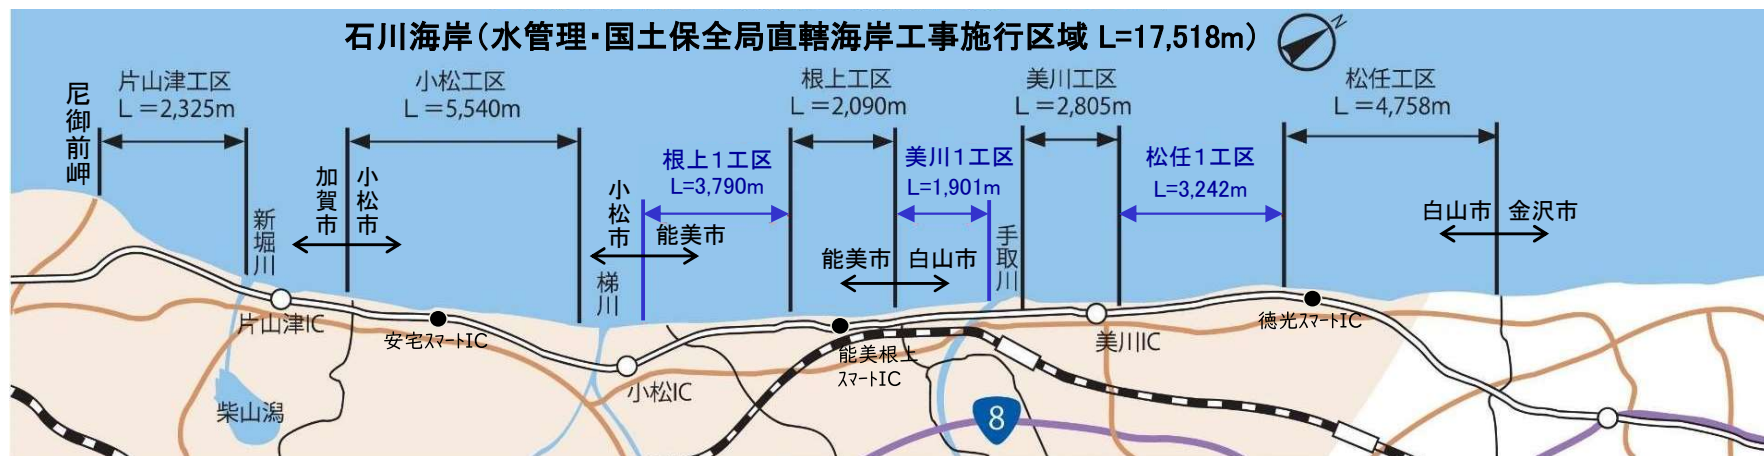 石川海岸(水管理・国土保全局直轄海岸工事施行区域 L=17,518m)
N
片山津工区
L=2,325m
小松工区
L=5,540m
根上工区
L=2,090m
美川工区
L=2,805m
松任工区
L=4,758m
尼御前岬
根上1工区
L=3,790m
美川1工区
L=1,901m
松任1工区
L=3,242m
加賀市
小松市
小松市
能美市
能美市
白山市
白山市
金沢市
新堀川
梯川
手取川
片山津IC
安宅スマートIC
小松IC
能美根上
スマートIC
美川IC
徳光スマートIC
柴山潟
8